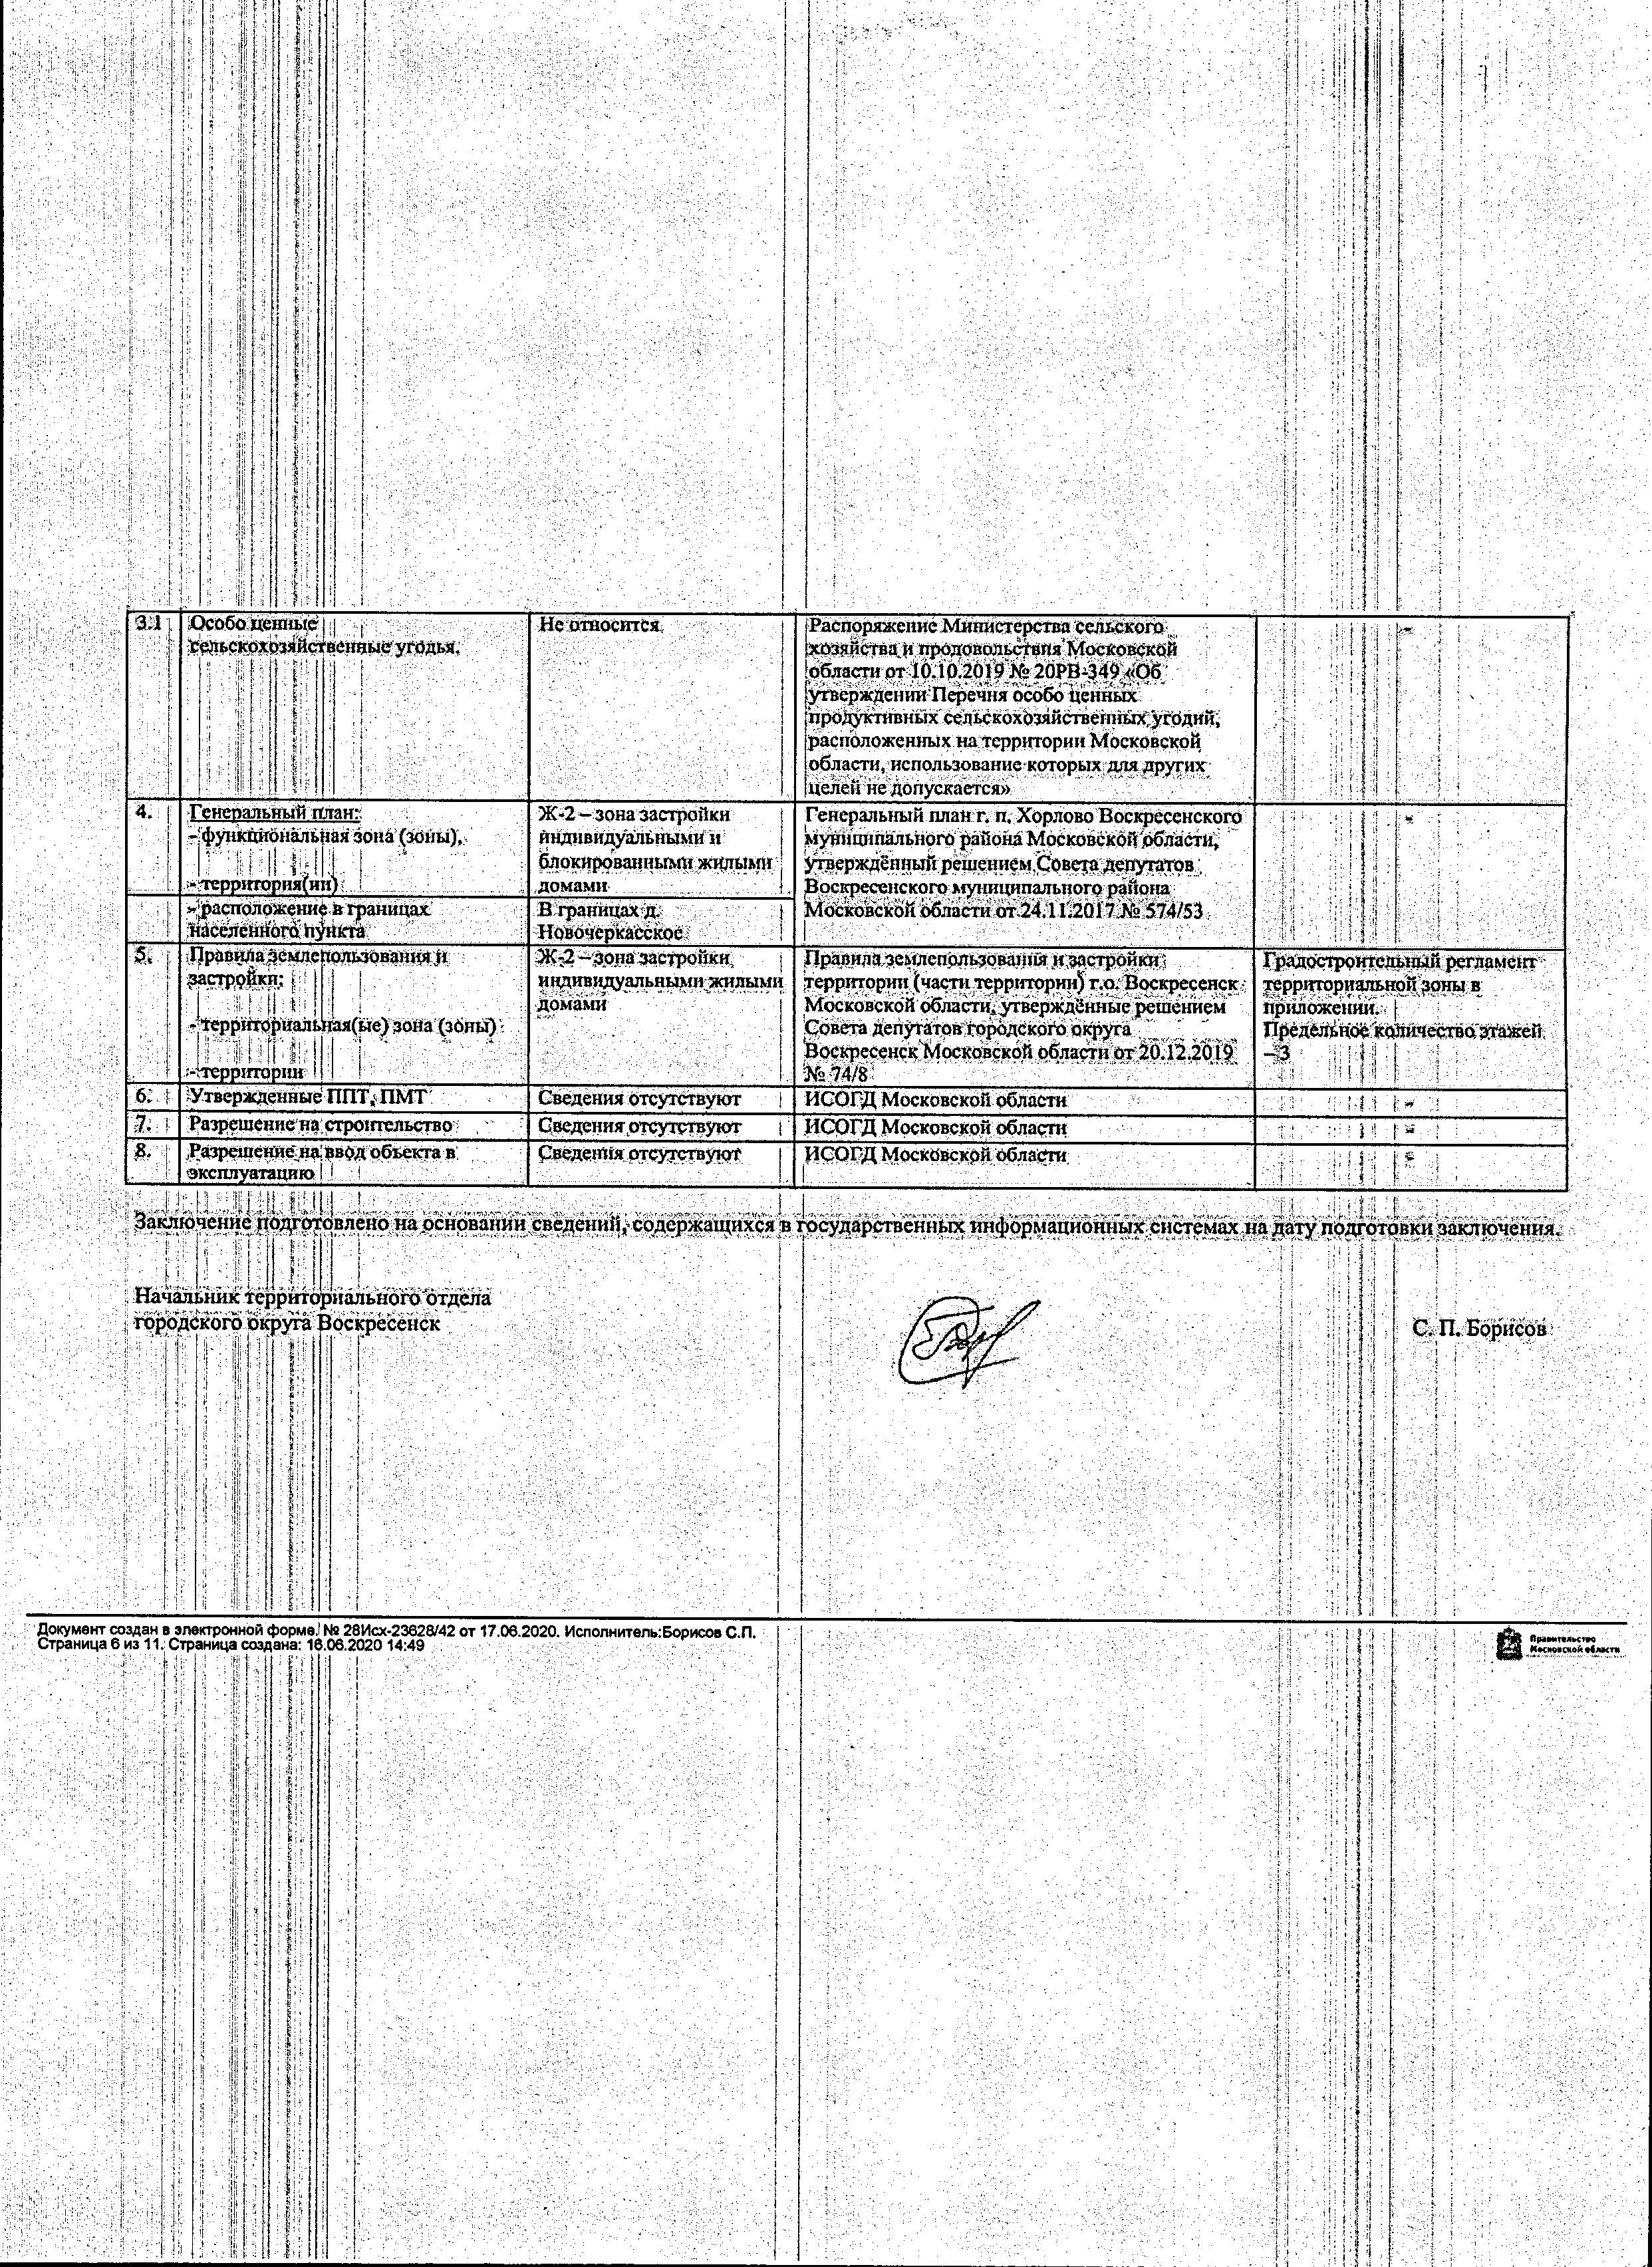 3.1
Особо ценные
сельскохозяйственные угодья.
Не относится
Распоряжение Министерства сельского
хозяйства и продовольствия Московской
области от 10.10.2019 № 20РВ-349 «Об
утверждении Перечня особо ценных
продуктивных сельскохозяйственных угодий,
расположенных на территории Московской
области, использование которых для других
целей не допускается»
-
4.
Генеральный план:
- функциональная зона (зоны),
- территория(ии)
Ж-2 – зона застройки
индивидуальными и
блокированными жилыми
домами
Генеральный план г. п. Хорлово Воскресенского
муниципального района Московской области,
утверждённый решением Совета депутатов
Воскресенского муниципального района
Московской области от 24.11.2017 № 574/53
-
- расположение в границах
населенного пункта
В границах д.
Новочеркасское
5.
Правила землепользования и
застройки:
- территориальная(ые) зона (зоны)
- территории
Ж-2 – зона застройки
индивидуальными жилыми
домами
Правила землепользования и застройки
территории (части территории) г.о. Воскресенск
Московской области, утверждённые решением
Совета депутатов городского округа
Воскресенск Московской области от 20.12.2019
№ 74/8
Градостроительный регламент
территориальной зоны в
приложении.
Предельное количество этажей
– 3
6.
Утвержденные ППТ, ПМТ
Сведения отсутствуют
ИСОГД Московской области
-
7.
Разрешение на строительство
Сведения отсутствуют
ИСОГД Московской области
-
8.
Разрешение на ввод объекта в
эксплуатацию
Сведения отсутствуют
ИСОГД Московской области
-
Заключение подготовлено на основании сведений, содержащихся в государственных информационных системах на дату подготовки заключения.
Начальник территориального отдела
городского округа Воскресенск
С. П. Борисов
Документ создан в электронной форме. № 28Исх-23628/42 от 17.06.2020. Исполнитель:Борисов С.П.
Страница 6 из 11. Страница создана: 16.06.2020 14:49
Правительство
Московской области